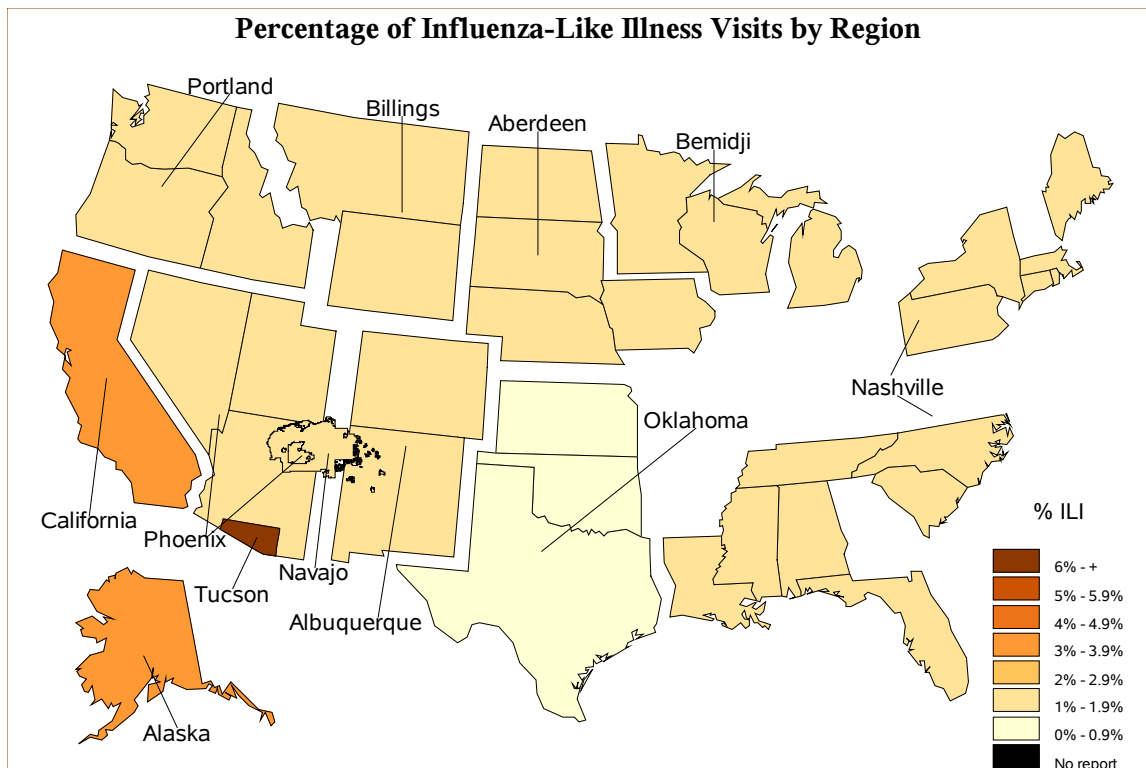 Percentage of Influenza-Like Illness Visits by Region
Portland
Billings
Aberdeen
Bemidji
Nashville
Oklahoma
California
Phoenix
Navajo
Tucson
Albuquerque
Alaska
% ILI
6% - +
5% - 5.9%
4% - 4.9%
3% - 3.9%
2% - 2.9%
1% - 1.9%
0% - 0.9%
No report